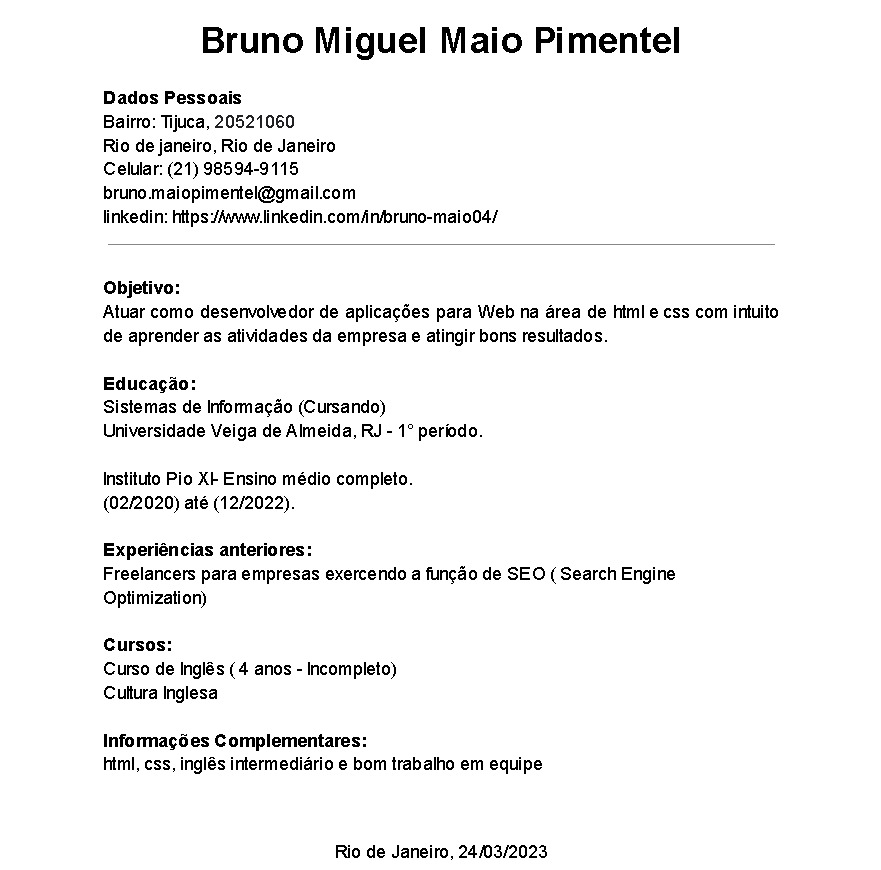 Bruno Miguel Maio Pimentel
Dados Pessoais
Bairro: Tijuca, 20521060
Rio de janeiro, Rio de Janeiro
Celular: (21) 98594-9115
bruno.maiopimentel@gmail.com
linkedin: https://www.linkedin.com/in/bruno-maio04/
Objetivo:
Atuar como desenvolvedor de aplicações para Web na área de html e css com intuito
de aprender as atividades da empresa e atingir bons resultados.
Educação:
Sistemas de Informação (Cursando)
Universidade Veiga de Almeida, RJ - 1° período.
Instituto Pio XI- Ensino médio completo.
(02/2020) até (12/2022).
Experiências anteriores:
Freelancers para empresas exercendo a função de SEO ( Search Engine
Optimization)
Cursos:
Curso de Inglês ( 4 anos - Incompleto)
Cultura Inglesa
Informações Complementares:
html, css, inglês intermediário e bom trabalho em equipe
Rio de Janeiro, 24/03/2023